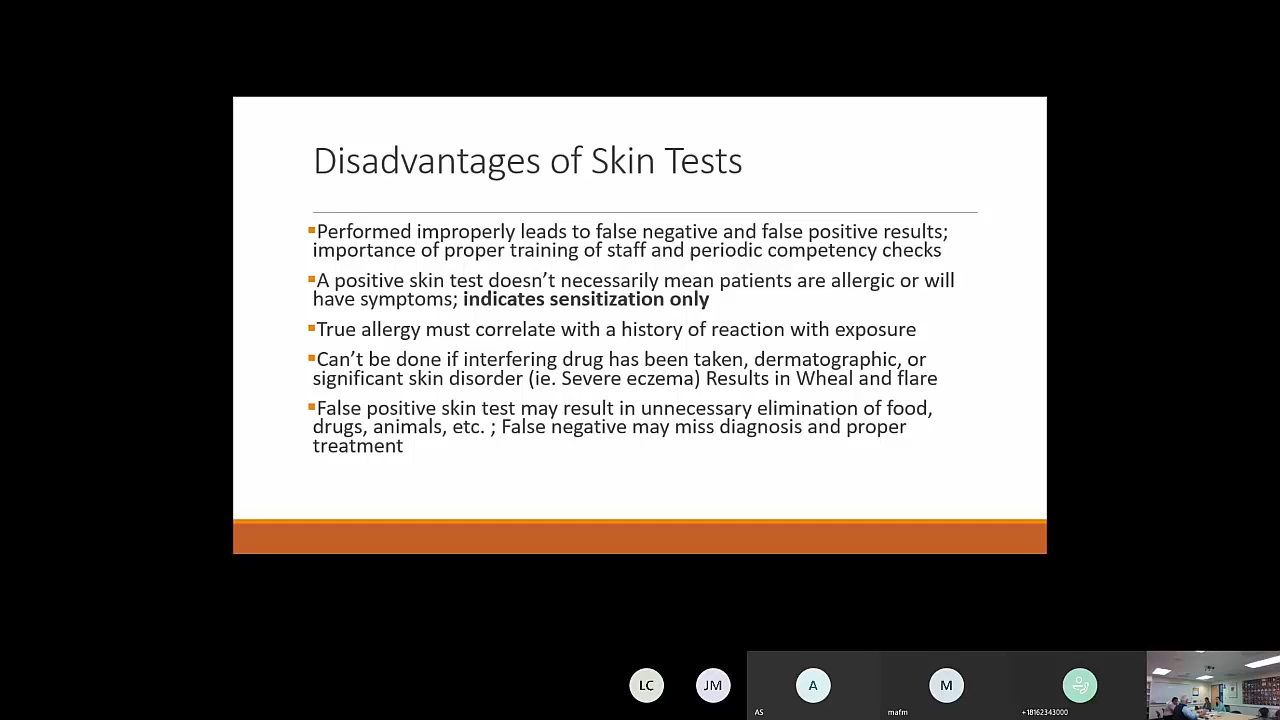 Disadvantages of Skin Tests
▪Performed improperly leads to false negative and false positive results;
importance of proper training of staff and periodic competency checks
▪A positive skin test doesn’t necessarily mean patients are allergic or will
have symptoms; indicates sensitization only
▪True allergy must correlate with a history of reaction with exposure
▪Can’t be done if interfering drug has been taken, dermatographic, or
significant skin disorder (ie. Severe eczema) Results in Wheal and flare
▪False positive skin test may result in unnecessary elimination of food,
drugs, animals, etc. ; False negative may miss diagnosis and proper
treatment
LC JM A M
AS mafm +18162343000